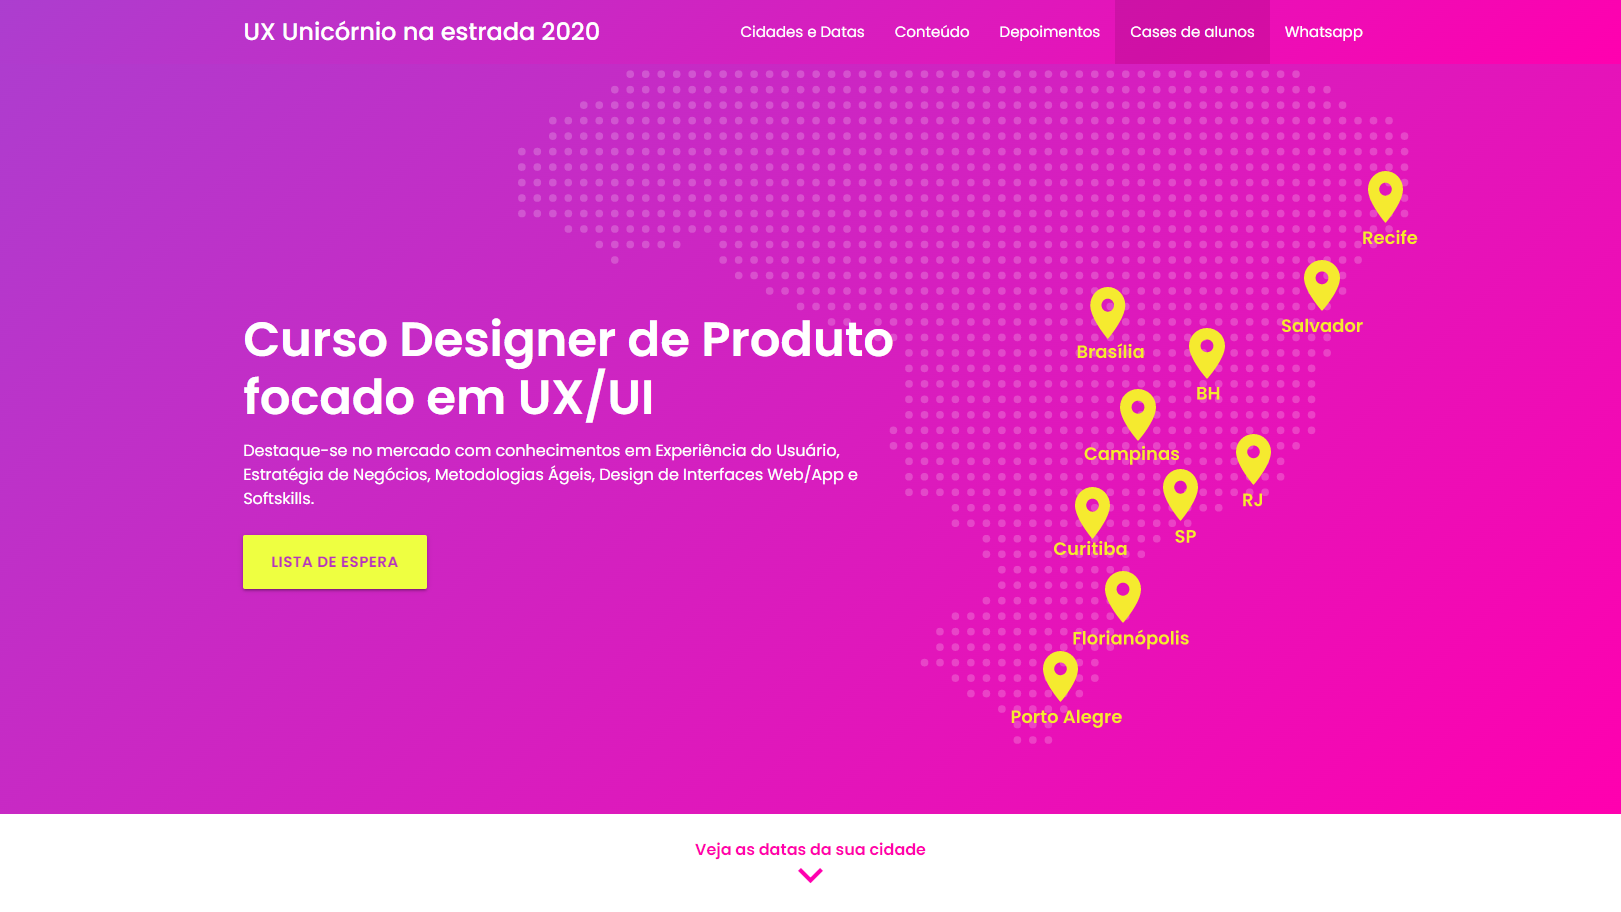 UX Unicórnio na estrada 2020
Cidades e Datas
Conteúdo
Depoimentos
Cases de alunos
Whatsapp
Recife
Salvador
Brasília
BH
Campinas
RJ
SP
Curitiba
Florianópolis
Porto Alegre
Curso Designer de Produto
focado em UX/UI
Destaque-se no mercado com conhecimentos em Experiência do Usuário,
Estratégia de Negócios, Metodologias Ágeis, Design de Interfaces Web/App e
Softskills.
LISTA DE ESPERA
Veja as datas da sua cidade